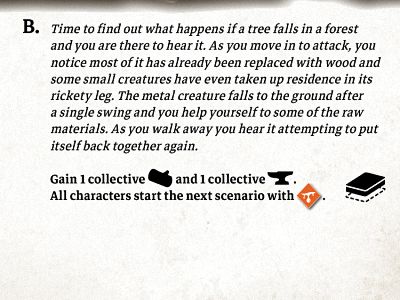 B. Time to find out what happens if a tree falls in a forest
and you are there to hear it. As you move in to attack, you
notice most of it has already been replaced with wood and
some small creatures have even taken up residence in its
rickety leg. The metal creature falls to the ground after
a single swing and you help yourself to some of the raw
materials. As you walk away you hear it attempting to put
itself back together again.
Gain 1 collective and 1 collective .
All characters start the next scenario with .